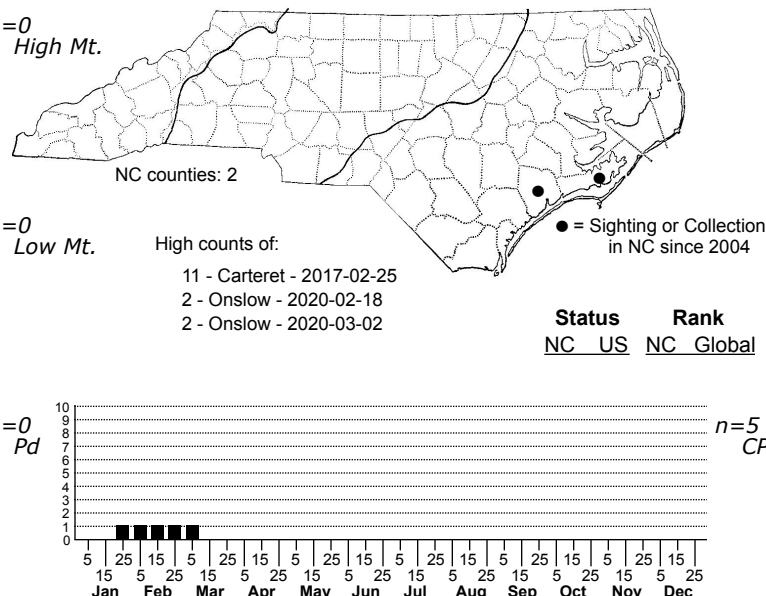 =0
High Mt.
NC counties: 2
=0
Low Mt.
High counts of:
11 - Carteret - 2017-02-25
2 - Onslow - 2020-02-18
2 - Onslow - 2020-03-02
● = Sighting or Collection
in NC since 2004
Status Rank
NC US NC Global
=0
Pd
n=5
CP
10
9
8
7
6
5
4
3
2
1
0
5 25 15 5 25 15 5 25 15 5 25 15 5 25 15 5 25 15
15 5 25 15 5 25 15 5 25 15 5 25 15 5 25 15 5 25
Jan Feb Mar Apr May Jun Jul Aug Sep Oct Nov Dec